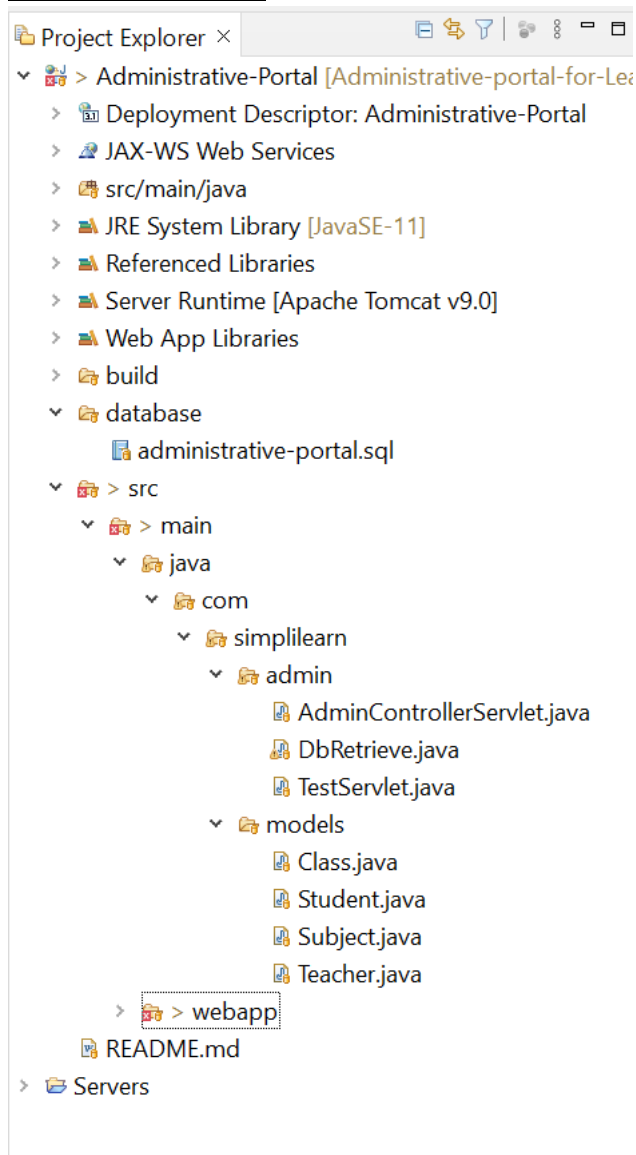 Project Explorer ×
> Administrative-Portal [Administrative-portal-for-Lea
Deployment Descriptor: Administrative-Portal
JAX-WS Web Services
src/main/java
JRE System Library [JavaSE-11]
Referenced Libraries
Server Runtime [Apache Tomcat v9.0]
Web App Libraries
build
database
administrative-portal.sql
> src
> main
java
com
simplilearn
admin
AdminControllerServlet.java
DbRetrieve.java
TestServlet.java
models
Class.java
Student.java
Subject.java
Teacher.java
> webapp
README.md
Servers